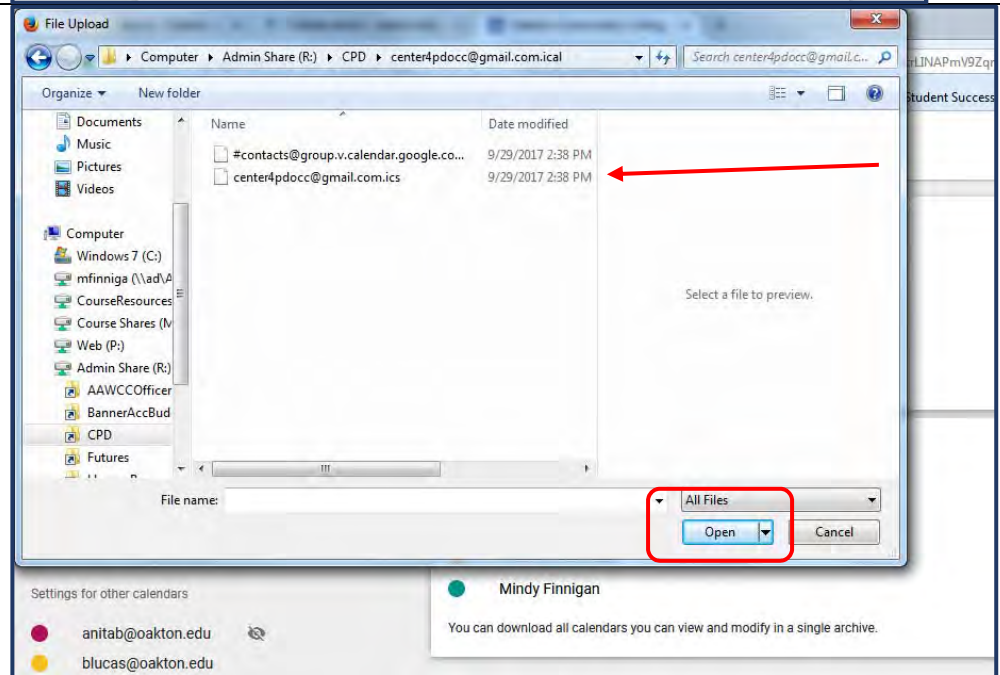 File Upload
Computer ▸ Admin Share (R:) ▸ CPD ▸ center4pdocc@gmail.com.ical
Search center4pdocc@gmail.c...
Organize New folder
Student Success
Documents
Music
Pictures
Videos
Computer
Windows 7 (C:)
mfinniga (\\ad\A
CourseResources
Course Shares (M
Web (P:)
Admin Share (R:)
AAWCCOfficer
BannerAccBud
CPD
Futures
Name Date modified
#contacts@group.v.calendar.google.co... 9/29/2017 2:38 PM
center4pdocc@gmail.com.ics 9/29/2017 2:38 PM
Select a file to preview.
File name: All Files
Open Cancel
Settings for other calendars
anitab@oakton.edu
blucas@oakton.edu
Mindy Finnigan
You can download all calendars you can view and modify in a single archive.